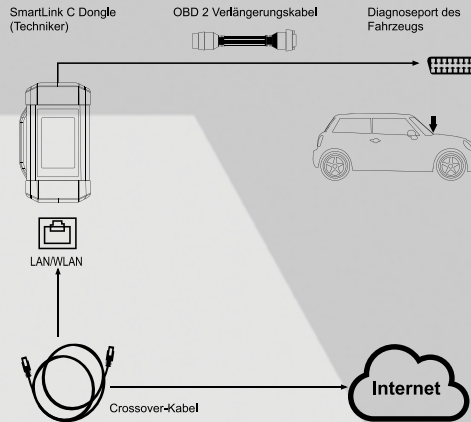 SmartLink C Dongle
(Techniker)
OBD 2 Verlängerungskabel
Diagnoseport des
Fahrzeugs
LAN/WLAN
Crossover-Kabel
Internet